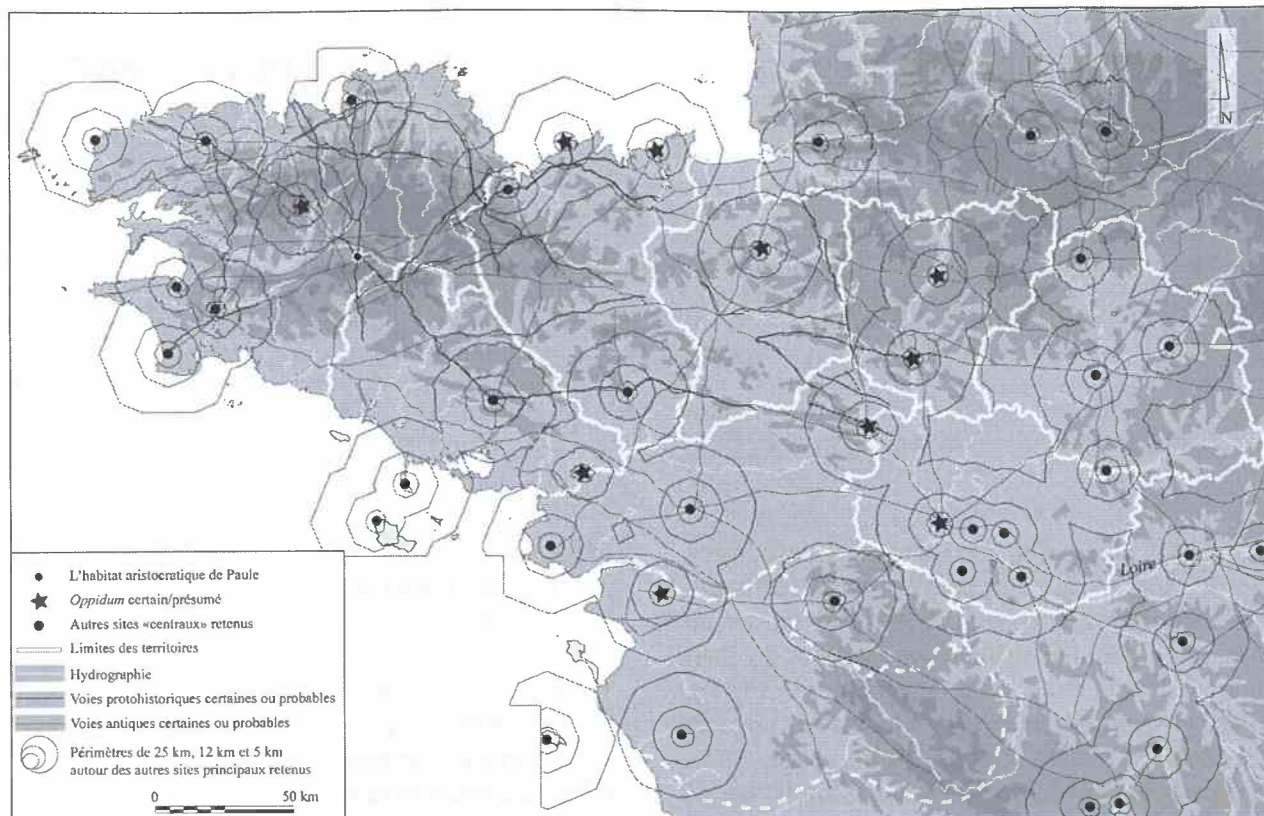 N
Loire
L'habitat aristocratique de Paule
Oppidum certain/présumé
Autres sites «centraux» retenus
Limites des territoires
Hydrographie
Voies protohistoriques certaines ou probables
Voies antiques certaines ou probables
Périmètres de 25 km, 12 km et 5 km
autour des autres sites principaux retenus
0 50 km